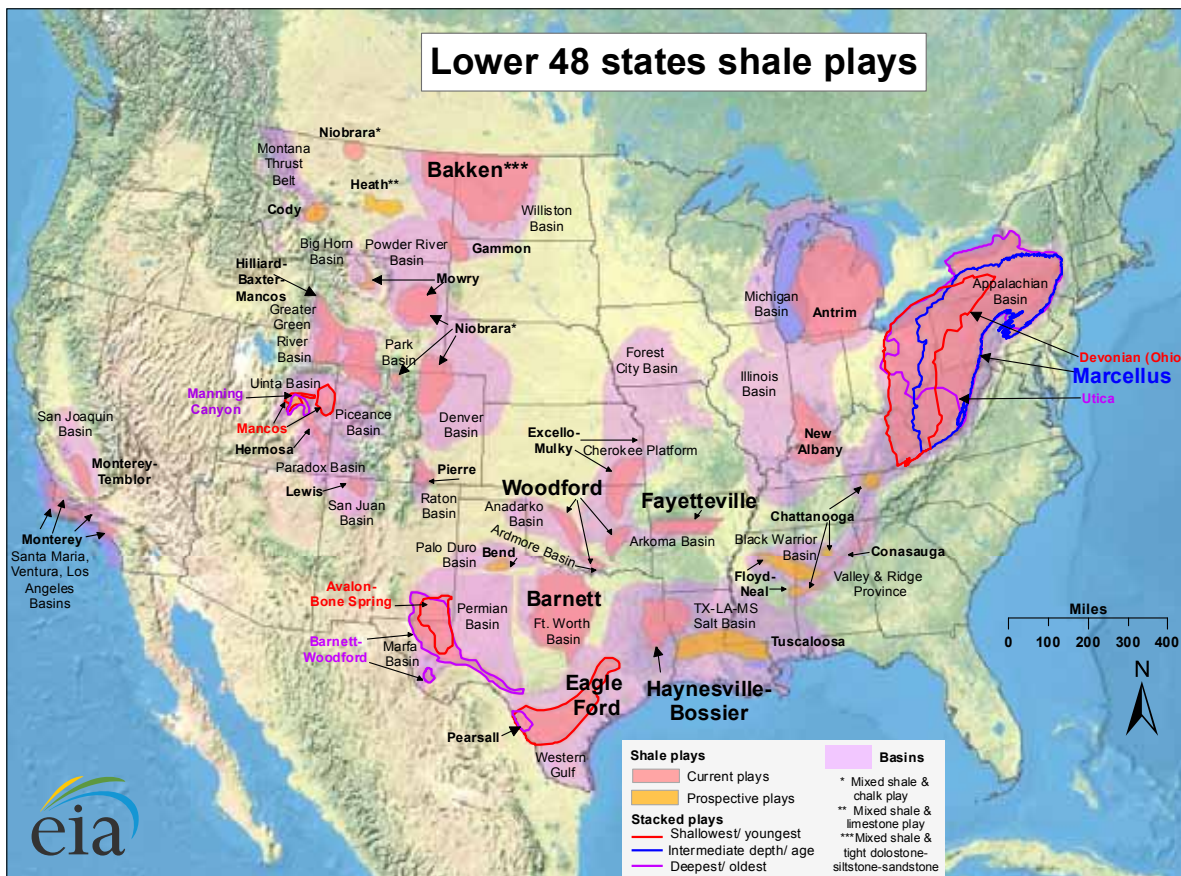 Lower 48 states shale plays
Niobrara*
Montana
Thrust
Belt
Bakken***
Heath**
Cody
Williston
Basin
Big Horn
Basin
Powder River
Basin
Gammon
Hilliard-
Baxter-
Mancos
Mowry
Greater
Green
River
Basin
Niobrara*
Park
Basin
Michigan
Basin
Antrim
Appalachian
Basin
Devonian (Ohio
Marcellus
Utica
Forest
City Basin
Illinois
Basin
Uinta Basin
Manning
Canyon
Mancos
Piceance
Basin
Denver
Basin
San Joaquin
Basin
Hermosa
Excello-
Mulky
Cherokee Platform
New
Albany
Monterey-
Temblor
Paradox Basin
Lewis
San Juan
Basin
Pierre
Raton
Basin
Woodford
Anadarko
Basin
Fayetteville
Chattanooga
Monterey
Santa Maria,
Ventura, Los
Angeles
Basins
Palo Duro
Basin
Bend
Ardmore Basin
Arkoma Basin
Black Warrior
Basin
Conasauga
Floyd-
Neal
Valley & Ridge
Province
Avalon-
Bone Spring
Permian
Basin
Barnett
Ft. Worth
Basin
TX-LA-MS
Salt Basin
Tuscaloosa
Barnett-
Woodford
Marfa
Basin
Eagle
Ford
Haynesville-
Bossier
Pearsall
Western
Gulf
Miles
0 100 200 300 400
N
Shale plays
Current plays
Prospective plays
Stacked plays
Shallowest/ youngest
Intermediate depth/ age
Deepest/ oldest
Basins
* Mixed shale &
chalk play
** Mixed shale &
limestone play
***Mixed shale &
tight dolostone-
siltstone-sandstone
eia